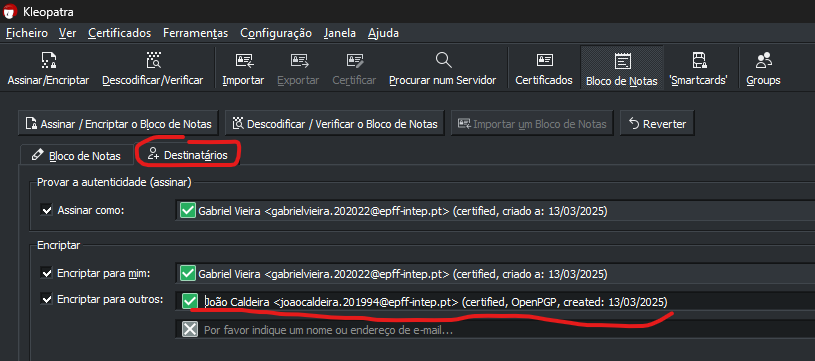 Kleopatra
Ficheiro Ver Certificados Ferramentas Configuração Janela Ajuda
Assinar/Encriptar Descodificar/Verificar Importar Exportar Certificar Procurar num Servidor Certificados Bloco de Notas 'Smartcards' Groups
Assinar / Encriptar o Bloco de Notas Descodificar / Verificar o Bloco de Notas Importar um Bloco de Notas Reverter
Bloco de Notas Destinatários
Provar a autenticidade (assinar)
Assinar como: Gabriel Vieira <gabrielvieira.202022@epff-intep.pt> (certified, criado a: 13/03/2025)
Encriptar
Encriptar para mim: Gabriel Vieira <gabrielvieira.202022@epff-intep.pt> (certified, criado a: 13/03/2025)
Encriptar para outros: João Caldeira <joaocaldeira.201994@epff-intep.pt> (certified, OpenPGP, created: 13/03/2025)
Por favor indique um nome ou endereço de e-mail...